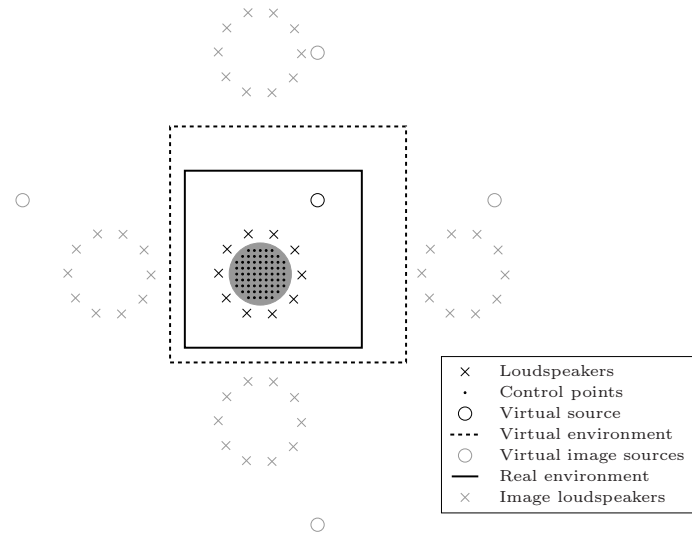 Loudspeakers
Control points
Virtual source
Virtual environment
Virtual image sources
Real environment
Image loudspeakers